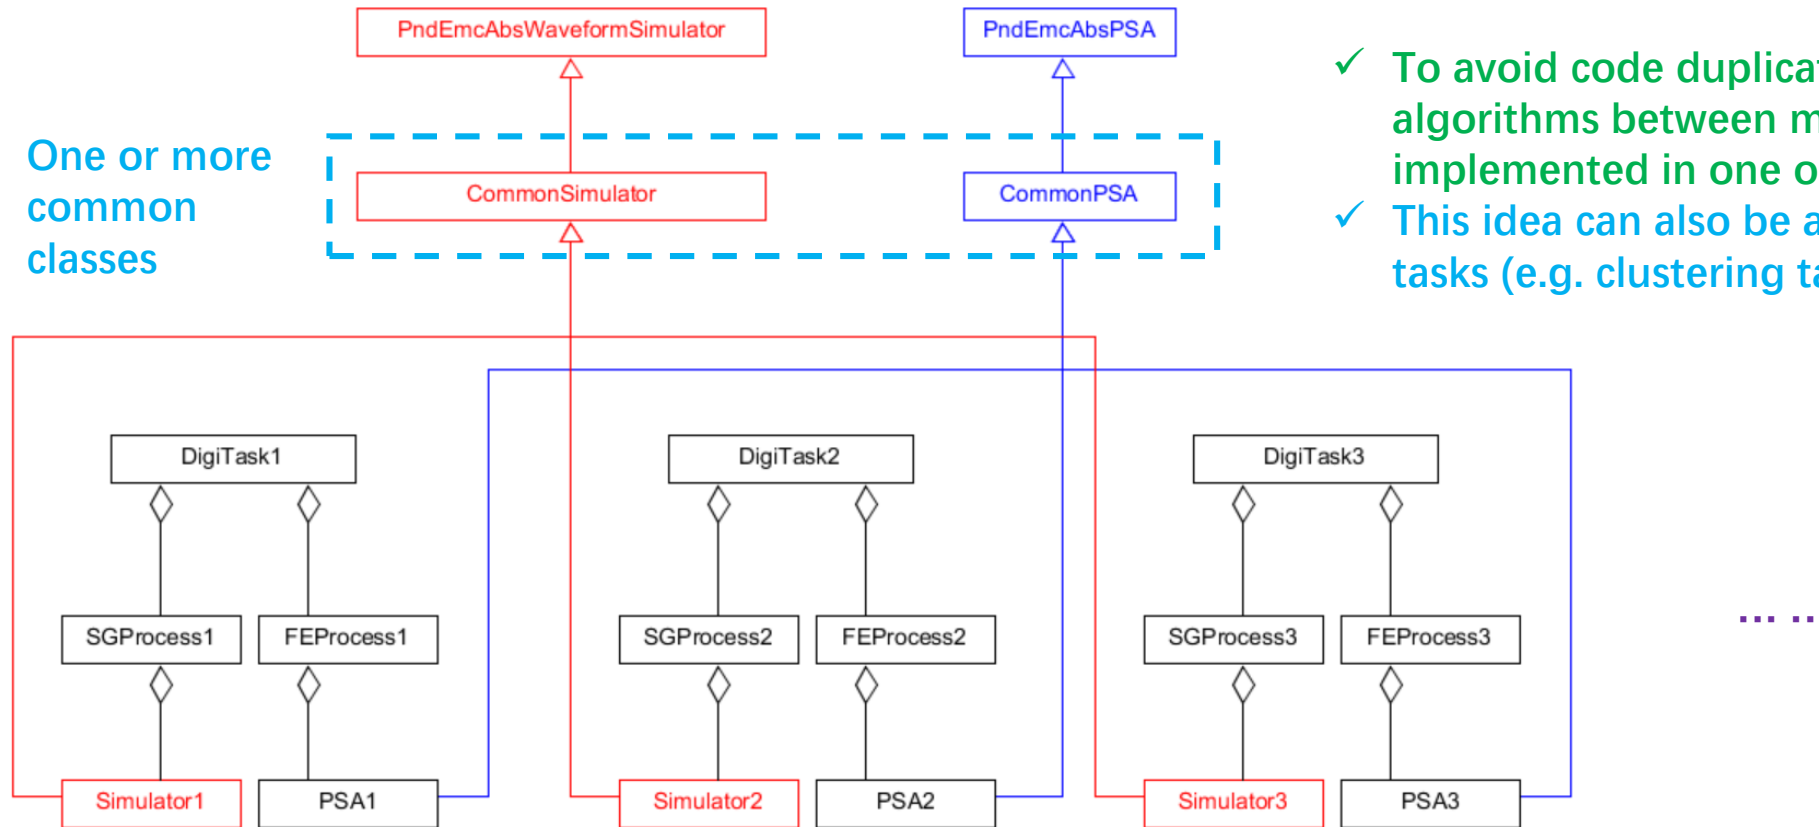 PndEmcAbsWaveformSimulator
PndEmcAbsPSA
One or more
common
classes
CommonSimulator
CommonPSA
✓ To avoid code
algorithms between
implemented in one
✓ This idea can also be
tasks (e.g. clustering
DigiTask1
DigiTask2
DigiTask3
SGProcess1
FEProcess1
SGProcess2
FEProcess2
SGProcess3
FEProcess3
... ...
Simulator1
PSA1
Simulator2
PSA2
Simulator3
PSA3